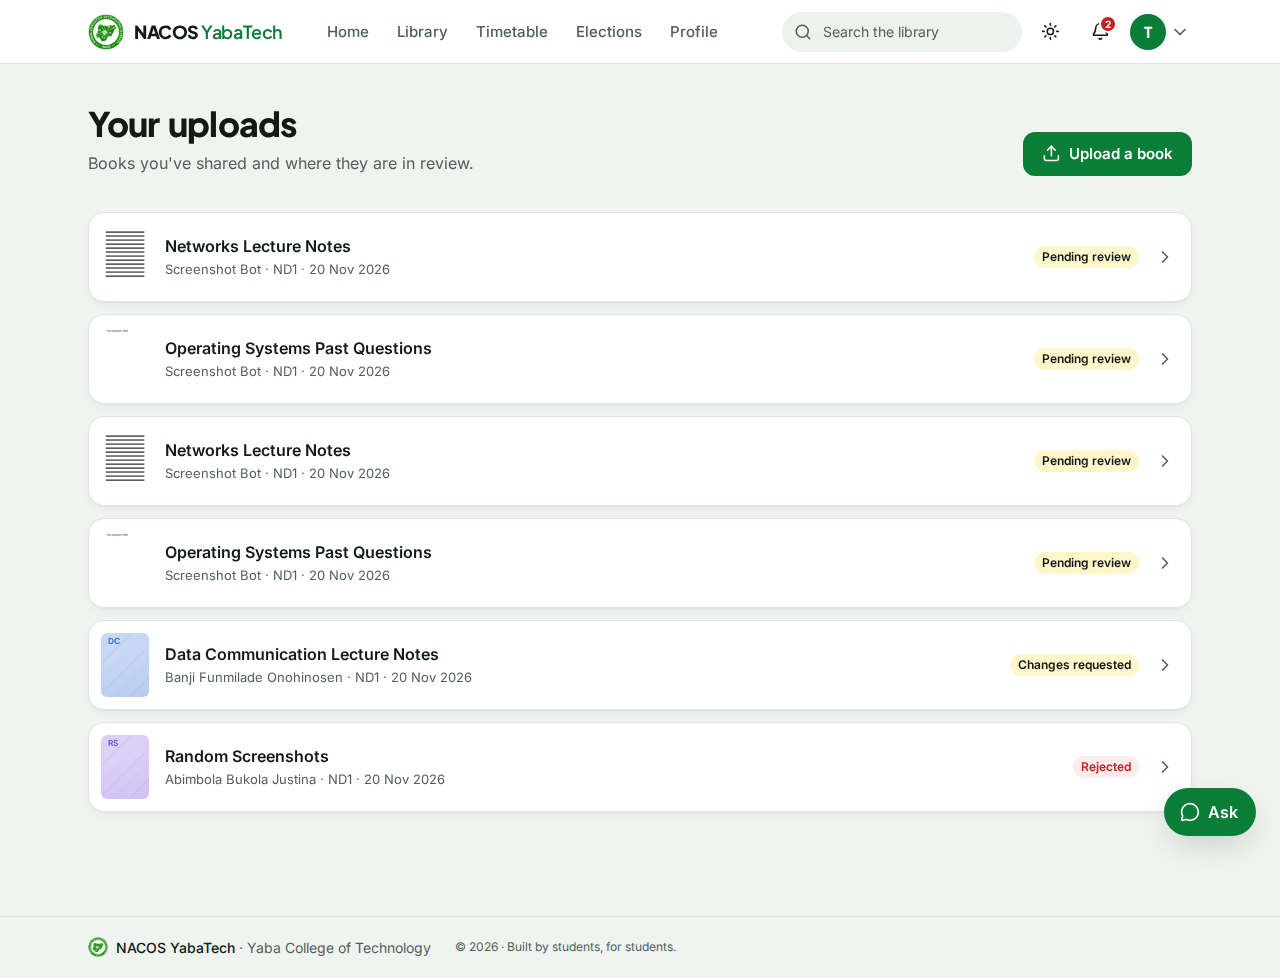 NACOS YabaTech
Home
Library
Timetable
Elections
Profile
Search the library
2
T
Your uploads
Books you've shared and where they are in review.
Upload a book
Networks Lecture Notes
Screenshot Bot · ND1 · 20 Nov 2026
Pending review
Operating Systems Past Questions
Screenshot Bot · ND1 · 20 Nov 2026
Pending review
Networks Lecture Notes
Screenshot Bot · ND1 · 20 Nov 2026
Pending review
Operating Systems Past Questions
Screenshot Bot · ND1 · 20 Nov 2026
Pending review
DC
Data Communication Lecture Notes
Banji Funmilade Onohinosen · ND1 · 20 Nov 2026
Changes requested
RS
Random Screenshots
Abimbola Bukola Justina · ND1 · 20 Nov 2026
Rejected
Ask
NACOS YabaTech · Yaba College of Technology
© 2026 · Built by students, for students.